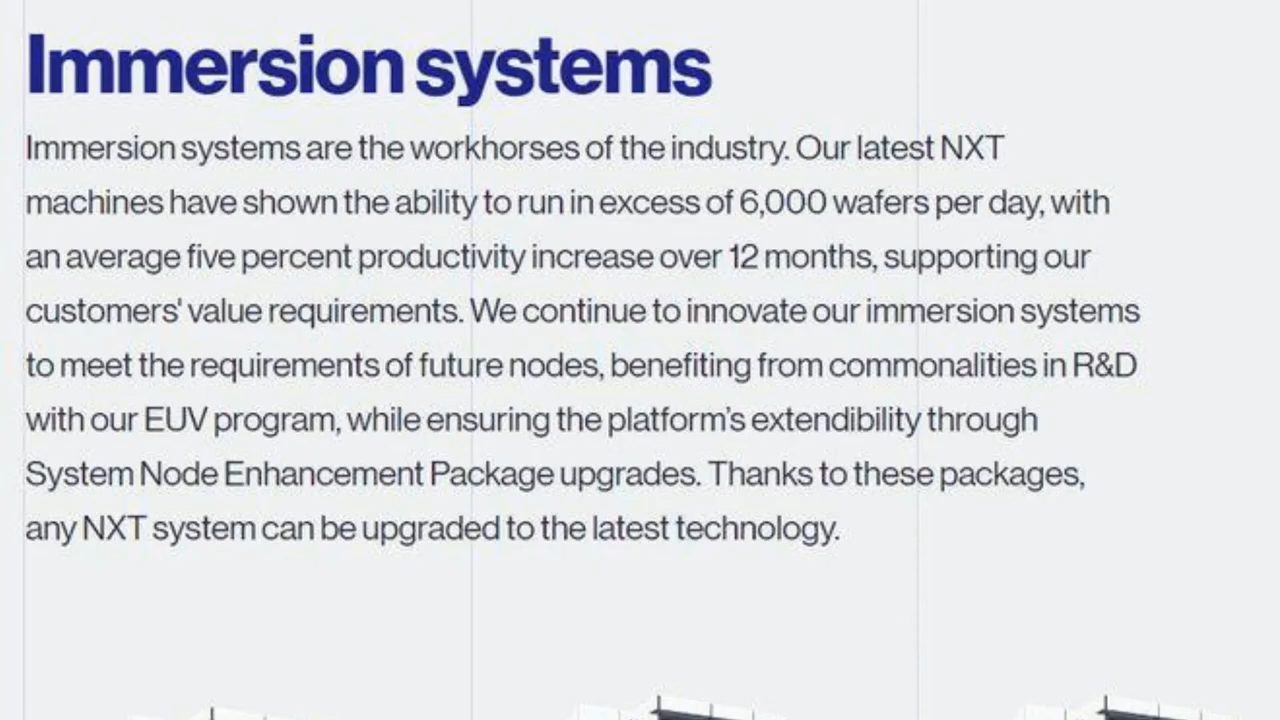 Immersion systems
Immersion systems are the workhorses of the industry. Our latest NXT
machines have shown the ability to run in excess of 6,000 wafers per day, with
an average five percent productivity increase over 12 months, supporting our
customers' value requirements. We continue to innovate our immersion systems
to meet the requirements of future nodes, benefiting from commonalities in R&D
with our EUV program, while ensuring the platform’s extendibility through
System Node Enhancement Package upgrades. Thanks to these packages,
any NXT system can be upgraded to the latest technology.